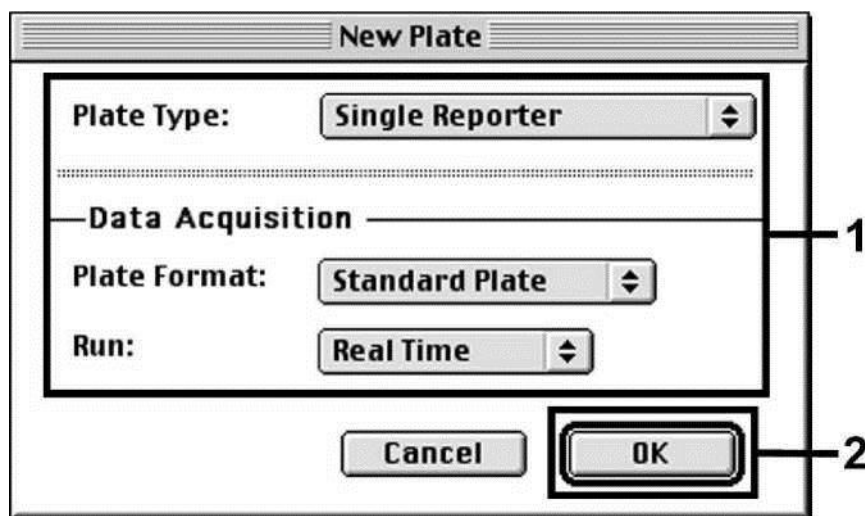 New Plate
Plate Type: Single Reporter
Data Acquisition
1
Plate Format: Standard Plate
Run: Real Time
Cancel OK 2